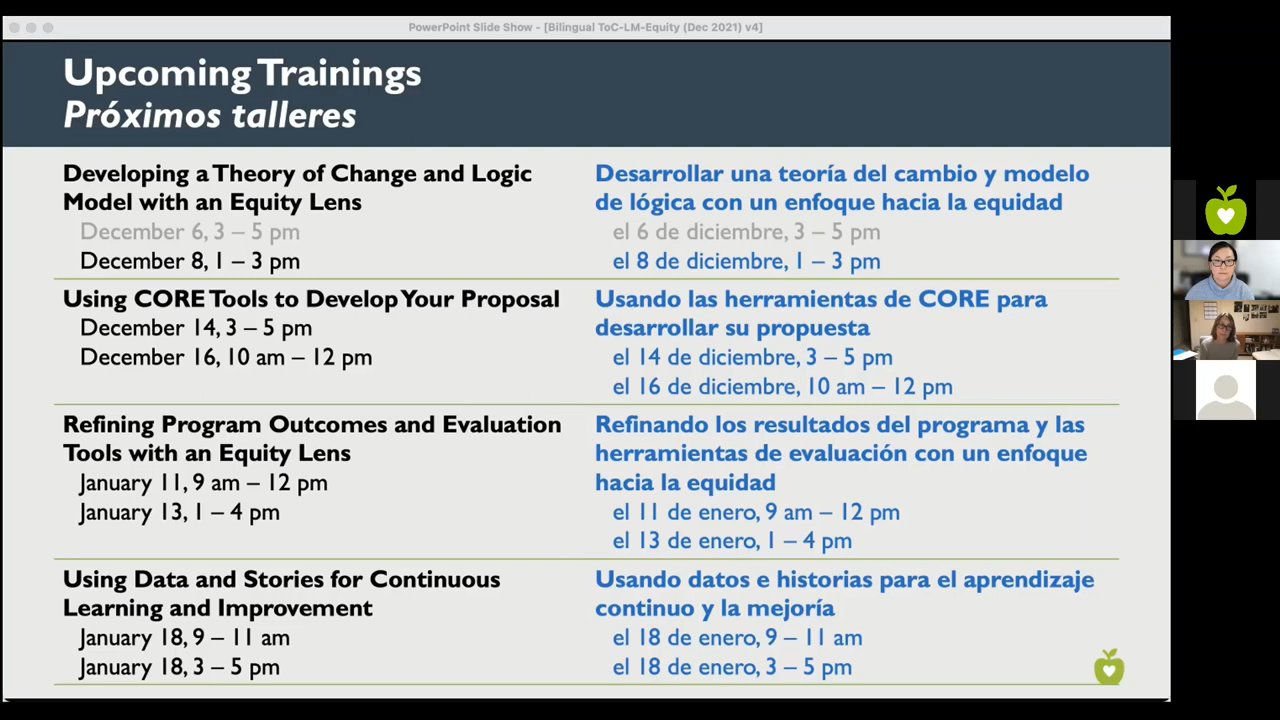 PowerPoint Slide Show - [Bilingual ToC-LM-Equity (Dec 2021) v4]
Upcoming Trainings
Próximos talleres
Developing a Theory of Change and Logic
Model with an Equity Lens
December 6, 3 – 5 pm
December 8, 1 – 3 pm
Desarrollar una teoría del cambio y modelo
de lógica con un enfoque hacia la equidad
el 6 de diciembre, 3 – 5 pm
el 8 de diciembre, 1 – 3 pm
Using CORE Tools to Develop Your Proposal
December 14, 3 – 5 pm
December 16, 10 am – 12 pm
Usando las herramientas de CORE para
desarrollar su propuesta
el 14 de diciembre, 3 – 5 pm
el 16 de diciembre, 10 am – 12 pm
Refining Program Outcomes and Evaluation
Tools with an Equity Lens
January 11, 9 am – 12 pm
January 13, 1 – 4 pm
Refinando los resultados del programa y las
herramientas de evaluación con un enfoque
hacia la equidad
el 11 de enero, 9 am – 12 pm
el 13 de enero, 1 – 4 pm
Using Data and Stories for Continuous
Learning and Improvement
January 18, 9 – 11 am
January 18, 3 – 5 pm
Usando datos e historias para el aprendizaje
continuo y la mejoría
el 18 de enero, 9 – 11 am
el 18 de enero, 3 – 5 pm